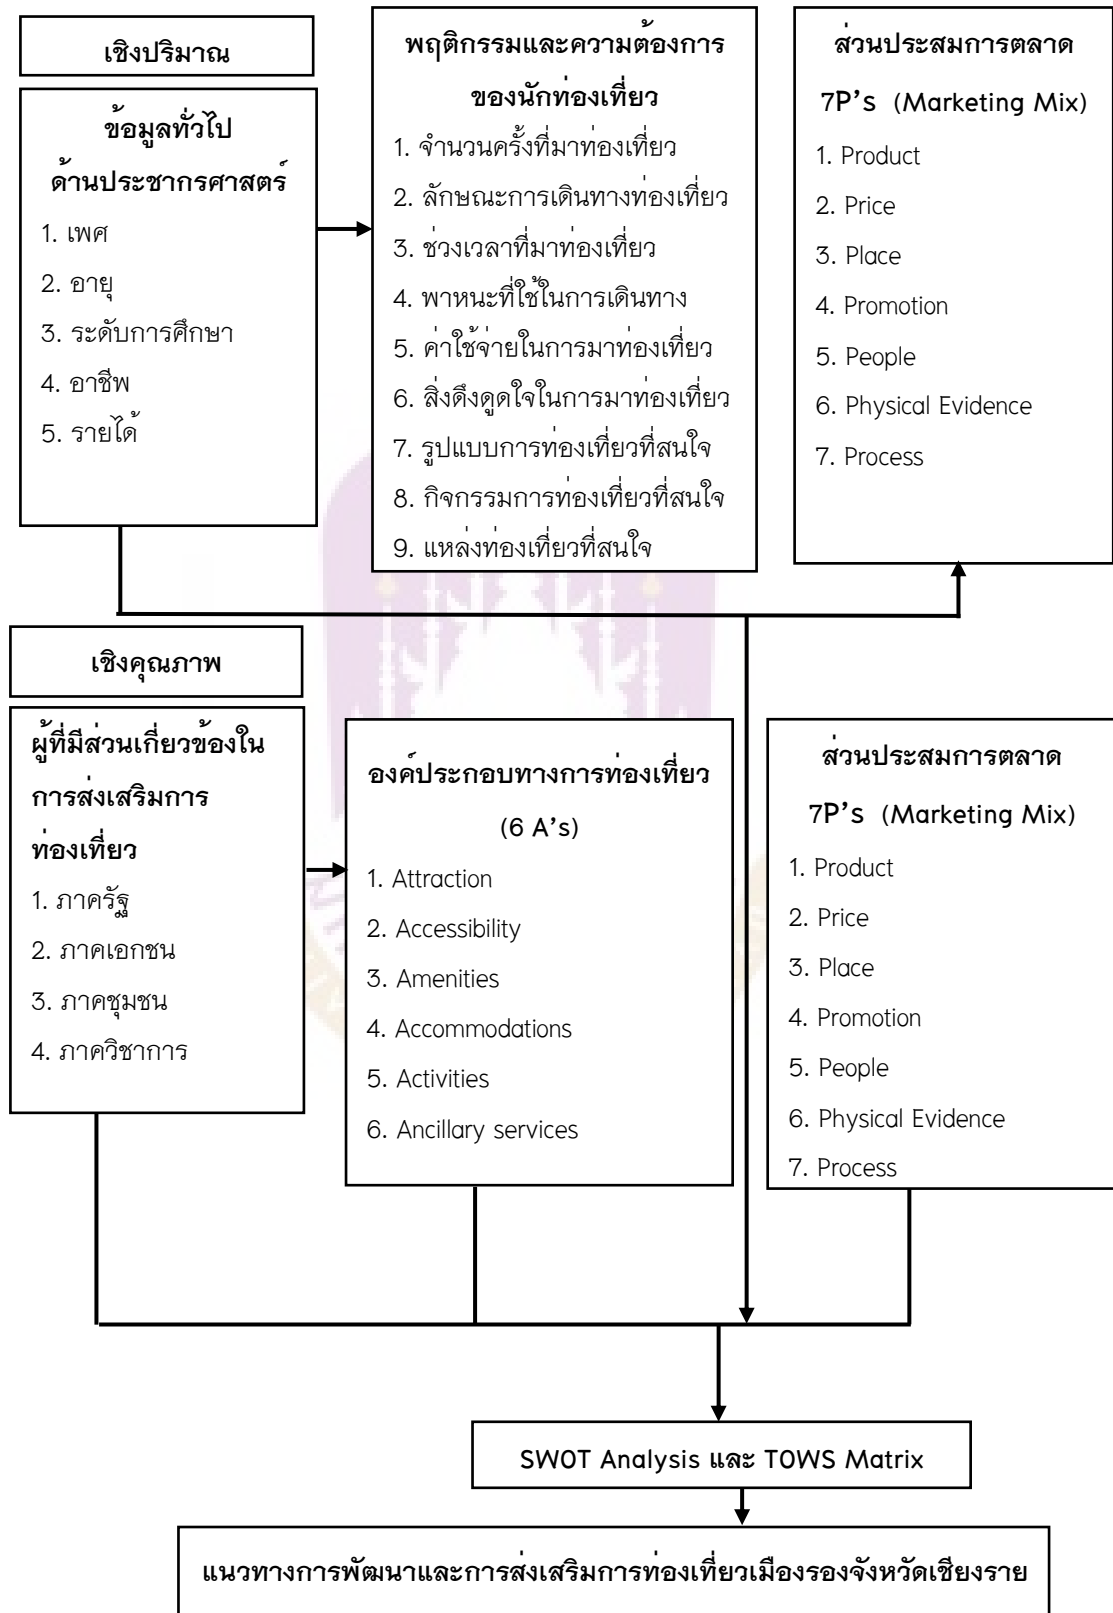 เชิงปริมาณ
ข้อมูลทั่วไป
ด้านประชากรศาสตร์
1. เพศ
2. อายุ
3. ระดับการศึกษา
4. อาชีพ
5. รายได้
พฤติกรรมและความต้องการ
ของนักท่องเที่ยว
1. จำนวนครั้งที่มาท่องเที่ยว
2. ลักษณะการเดินทางท่องเที่ยว
3. ช่วงเวลาที่มาท่องเที่ยว
4. พาหนะที่ใช้ในการเดินทาง
5. ค่าใช้จ่ายในการมาท่องเที่ยว
6. สิ่งดึงดูดใจในการมาท่องเที่ยว
7. รูปแบบการท่องเที่ยวที่สนใจ
8. กิจกรรมการท่องเที่ยวที่สนใจ
9. แหล่งท่องเที่ยวที่สนใจ
ส่วนประสมการตลาด
7P's (Marketing Mix)
1. Product
2. Price
3. Place
4. Promotion
5. People
6. Physical Evidence
7. Process
เชิงคุณภาพ
ผู้ที่มีส่วนเกี่ยวข้องใน
การส่งเสริมการ
ท่องเที่ยว
1. ภาครัฐ
2. ภาคเอกชน
3. ภาคชุมชน
4. ภาควิชาการ
องค์ประกอบทางการท่องเที่ยว
(6 A's)
1. Attraction
2. Accessibility
3. Amenities
4. Accommodations
5. Activities
6. Ancillary services
ส่วนประสมการตลาด
7P's (Marketing Mix)
1. Product
2. Price
3. Place
4. Promotion
5. People
6. Physical Evidence
7. Process
SWOT Analysis และ TOWS Matrix
แนวทางการพัฒนาและการส่งเสริมการท่องเที่ยวเมืองรองจังหวัดเชียงราย